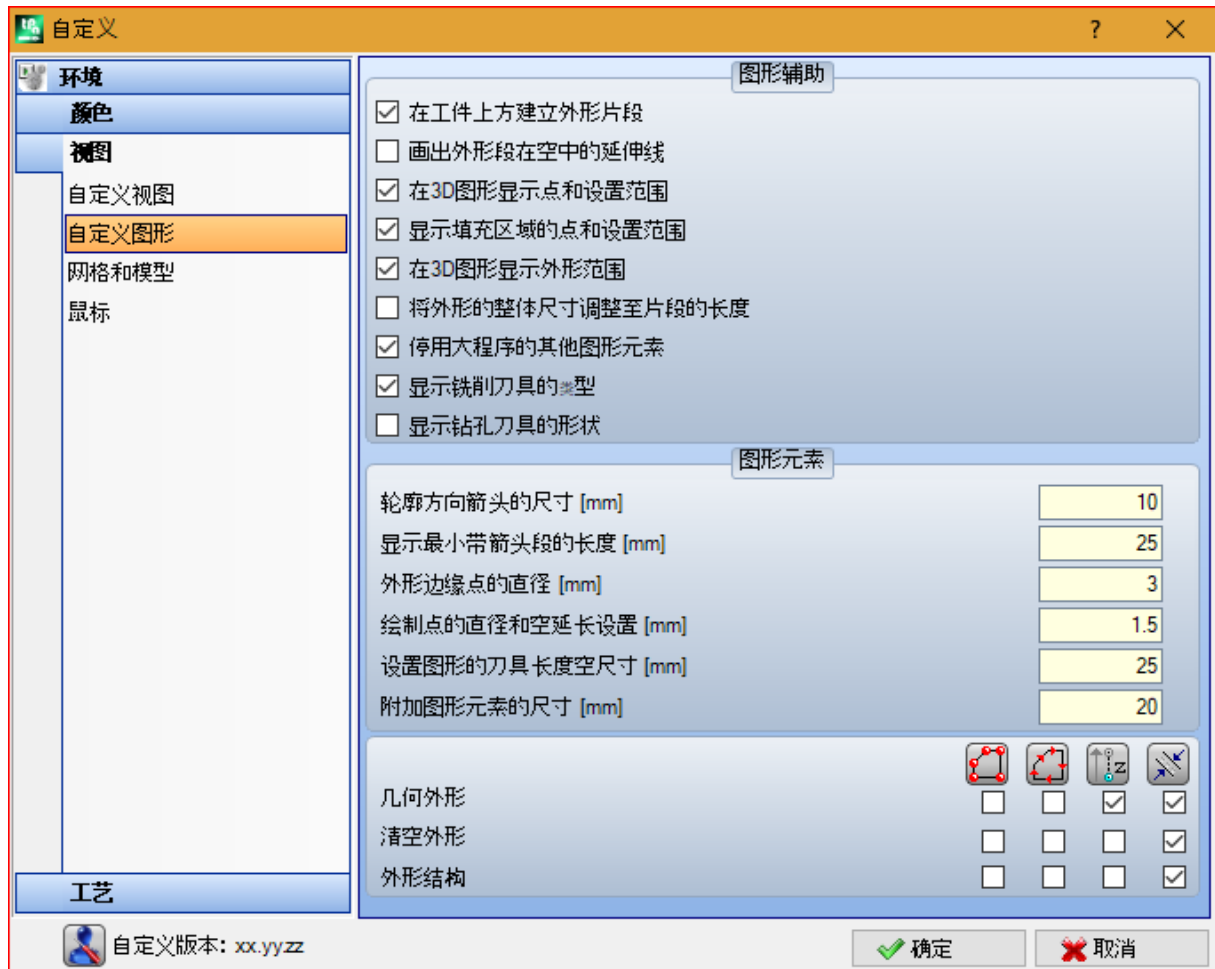 自定义 ?
环境
颜色
视图
自定义视图
自定义图形
网格和模型
鼠标
工艺
图形辅助
在工件上方建立外形片段
画出外形段在空中的延伸线
在3D图形显示点和设置范围
显示填充区域的点和设置范围
在3D图形显示外形范围
将外形的整体尺寸调整至片段的长度
停用大程序的其他图形元素
显示铣削刀具的类型
显示钻孔刀具的形状
图形元素
轮廓方向箭头的尺寸 [mm] 10
显示最小带箭头段的长度 [mm] 25
外形边缘点的直径 [mm] 3
绘制点的直径和空延长设置 [mm] 1.5
设置图形的刀具长度空尺寸 [mm] 25
附加图形元素的尺寸 [mm] 20
z
几何外形
清空外形
外形结构
自定义版本: xx.yy.zz
确定 取消